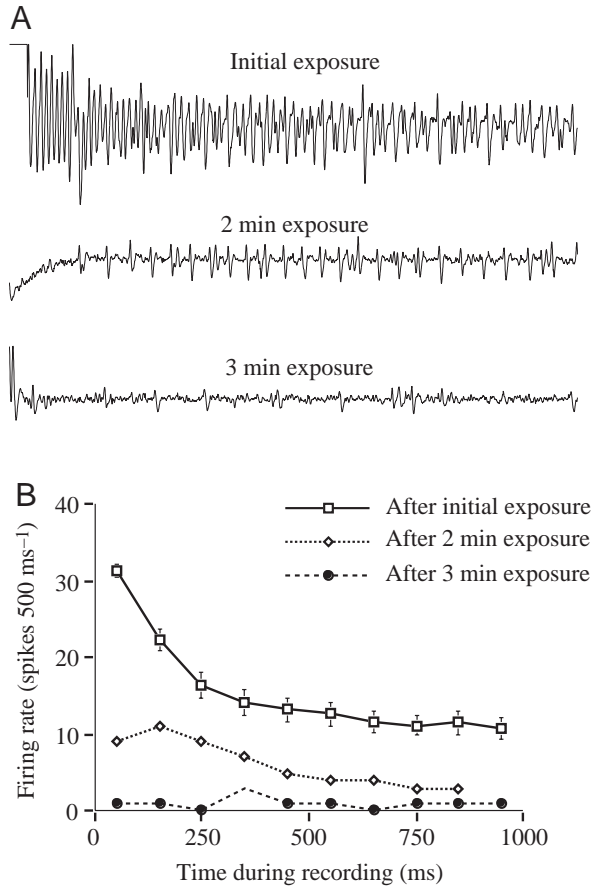 A
Initial exposure
2 min exposure
3 min exposure
B
40
30
20
10
0
Firing rate (spikes 500 ms⁻¹)
After initial exposure
After 2 min exposure
After 3 min exposure
0
250
500
750
1000
Time during recording (ms)